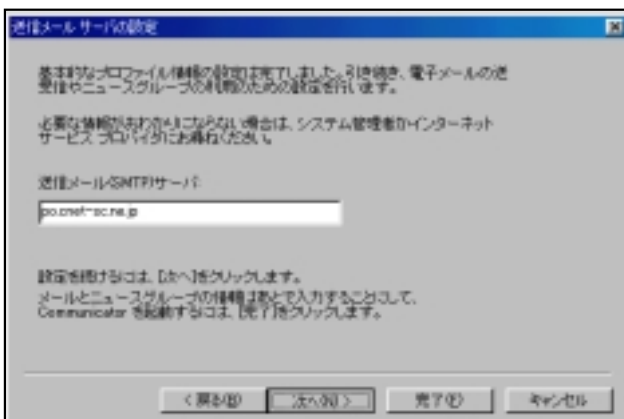 送信メール サーバの設定
基本的なプロファイル情報の設定は完了しました。引き続き、電子メールの送
受信やニュースグループの利用のための設定を行います。
必要な情報がおわかりにならない場合は、システム管理者かインターネット
サービス プロバイダにお尋ねください。
送信メール(SMTP)サーバ:
po.cnet-sc.ne.jp
設定を続けるには、[次へ]をクリックします。
メールとニュースグループの情報はあとで入力することにして、
Communicator を起動するには、[完了]をクリックします。
< 戻る(B)
次へ(N) >
完了(F)
キャンセル